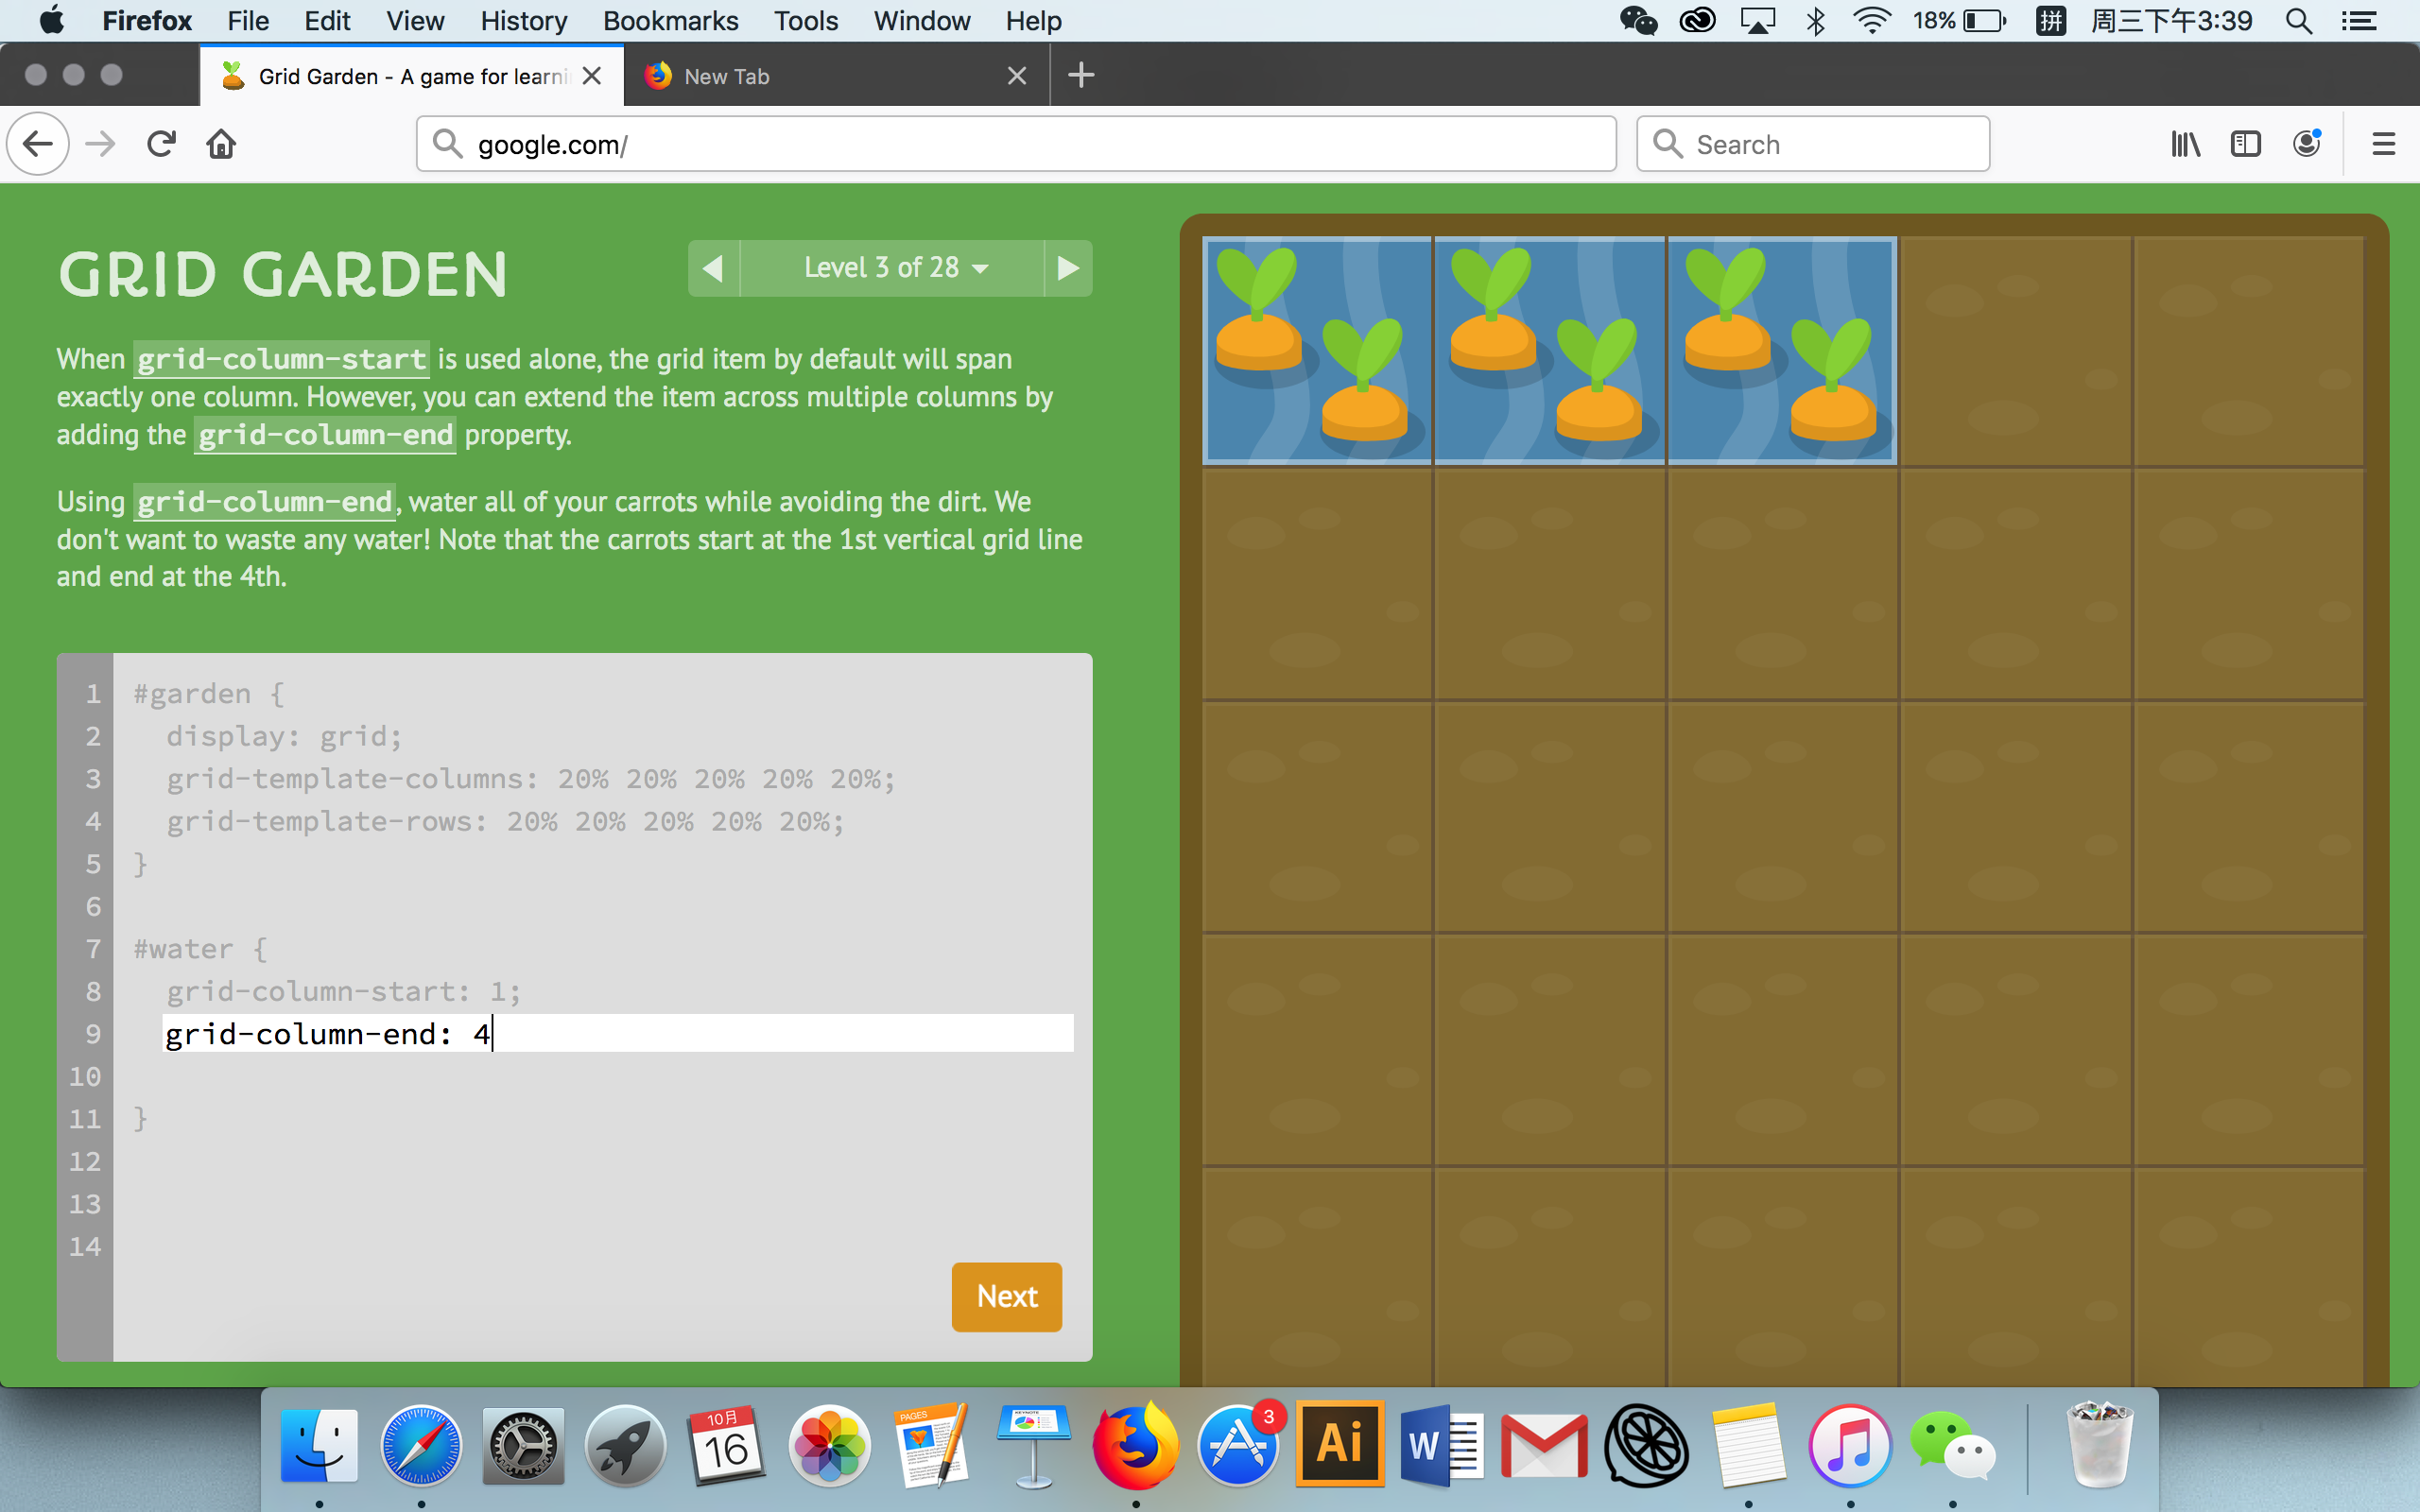 Firefox File Edit View History Bookmarks Tools Window Help 18% 拼 周三下午3:39
Grid Garden - A game for learni New Tab
google.com/ Search
GRID GARDEN
Level 3 of 28
When grid-column-start is used alone, the grid item by default will span
exactly one column. However, you can extend the item across multiple columns by
adding the grid-column-end property.
Using grid-column-end, water all of your carrots while avoiding the dirt. We
don't want to waste any water! Note that the carrots start at the 1st vertical grid line
and end at the 4th.
1 #garden {
2 display: grid;
3 grid-template-columns: 20% 20% 20% 20% 20%;
4 grid-template-rows: 20% 20% 20% 20% 20%;
5 }
6
7 #water {
8 grid-column-start: 1;
9 grid-column-end: 4
10
11 }
12
13
14
Next
10月
16
PAGES
3
Ai
W